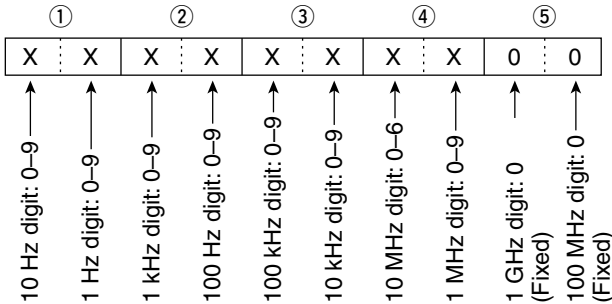 ① ② ③ ④ ⑤
X X X X X X X X 0 0
10 Hz digit: 0–9
1 Hz digit: 0–9
1 kHz digit: 0–9
100 Hz digit: 0–9
100 kHz digit: 0–9
10 kHz digit: 0–9
10 MHz digit: 0–6
1 MHz digit: 0–9
1 GHz digit: 0
(Fixed)
100 MHz digit: 0
(Fixed)